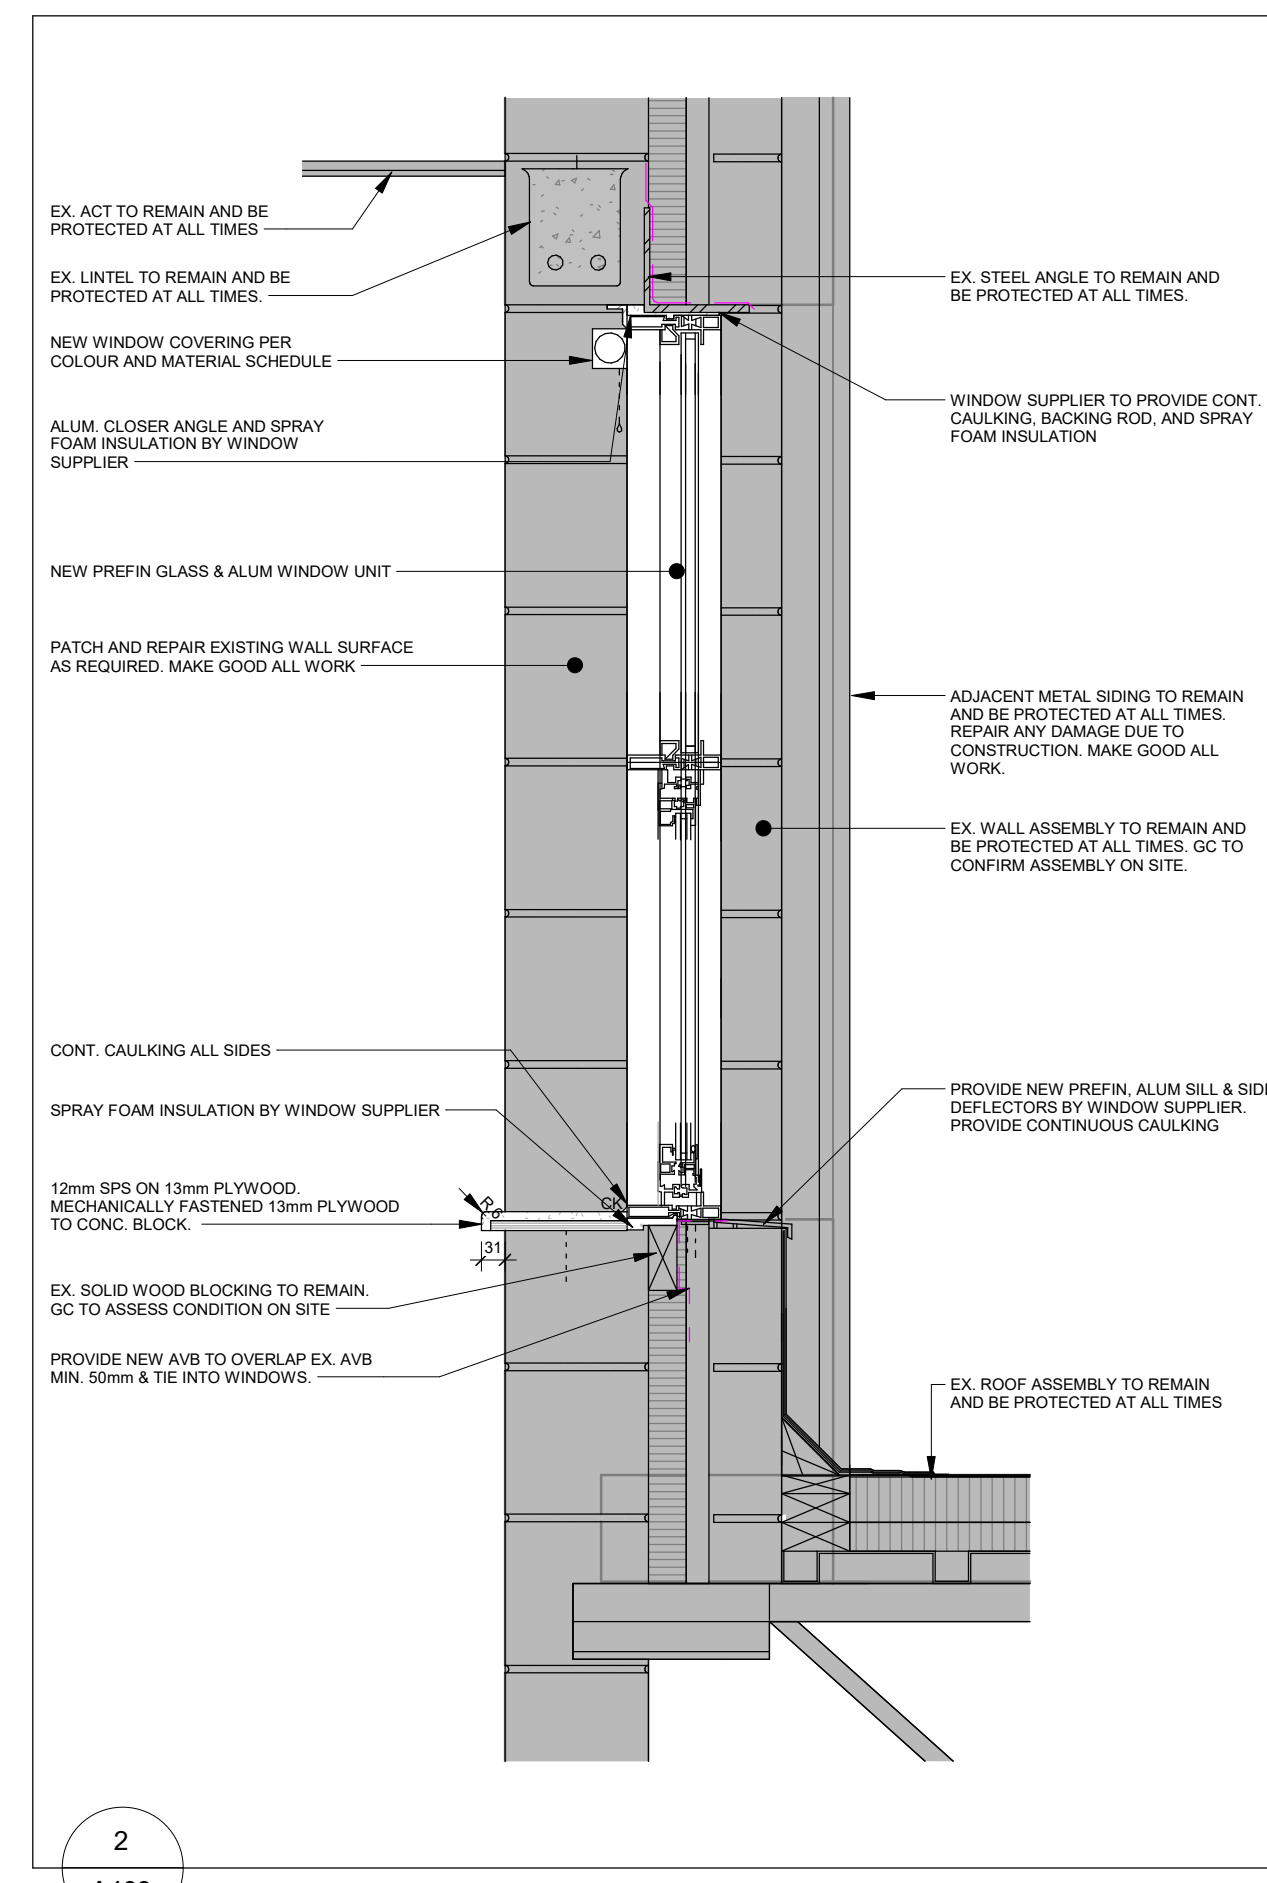 EX. ACT TO REMAIN AND BE
PROTECTED AT ALL TIMES
EX. LINTEL TO REMAIN AND BE
PROTECTED AT ALL TIMES.
NEW WINDOW COVERING PER
COLOUR AND MATERIAL SCHEDULE
ALUM. CLOSER ANGLE AND SPRAY
FOAM INSULATION BY WINDOW
SUPPLIER
NEW PREFIN GLASS & ALUM WINDOW UNIT
PATCH AND REPAIR EXISTING WALL SURFACE
AS REQUIRED. MAKE GOOD ALL WORK
CONT. CAULKING ALL SIDES
SPRAY FOAM INSULATION BY WINDOW SUPPLIER
12mm SPS ON 13mm PLYWOOD.
MECHANICALLY FASTENED 13mm PLYWOOD
TO CONC. BLOCK.
R 6
CK
31
EX. SOLID WOOD BLOCKING TO REMAIN.
GC TO ASSESS CONDITION ON SITE
PROVIDE NEW AVB TO OVERLAP EX. AVB
MIN. 50mm & TIE INTO WINDOWS.
EX. STEEL ANGLE TO REMAIN AND
BE PROTECTED AT ALL TIMES.
WINDOW SUPPLIER TO PROVIDE CONT.
CAULKING, BACKING ROD, AND SPRAY
FOAM INSULATION
ADJACENT METAL SIDING TO REMAIN
AND BE PROTECTED AT ALL TIMES.
REPAIR ANY DAMAGE DUE TO
CONSTRUCTION. MAKE GOOD ALL
WORK.
EX. WALL ASSEMBLY TO REMAIN AND
BE PROTECTED AT ALL TIMES. GC TO
CONFIRM ASSEMBLY ON SITE.
PROVIDE NEW PREFIN, ALUM SILL &
DEFLECTORS BY WINDOW SUPPLIER.
PROVIDE CONTINUOUS CAULKING
EX. ROOF ASSEMBLY TO REMAIN
AND BE PROTECTED AT ALL TIMES
2